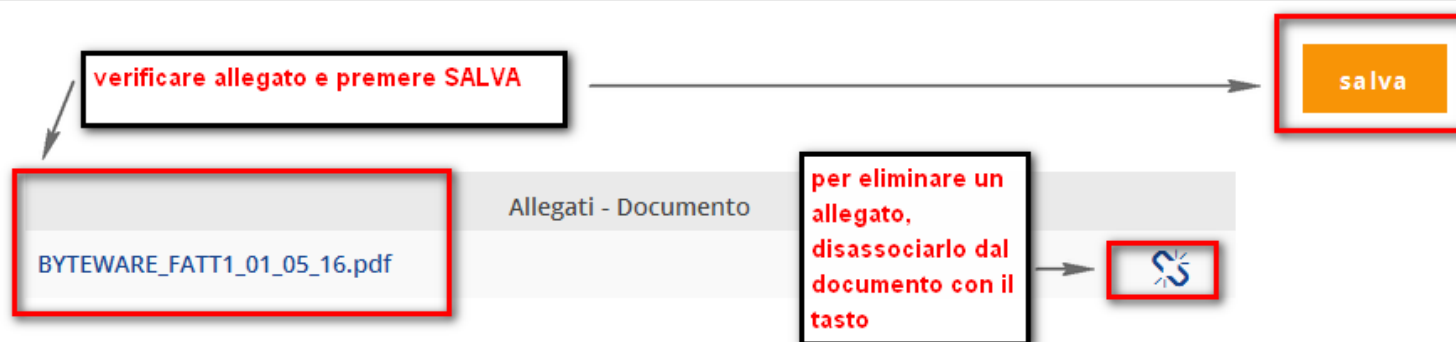 verificare allegato e premere SALVA
salva
Allegati - Documento
BYTEWARE_FATT1_01_05_16.pdf
per eliminare un
allegato,
disassociarlo dal
documento con il
tasto